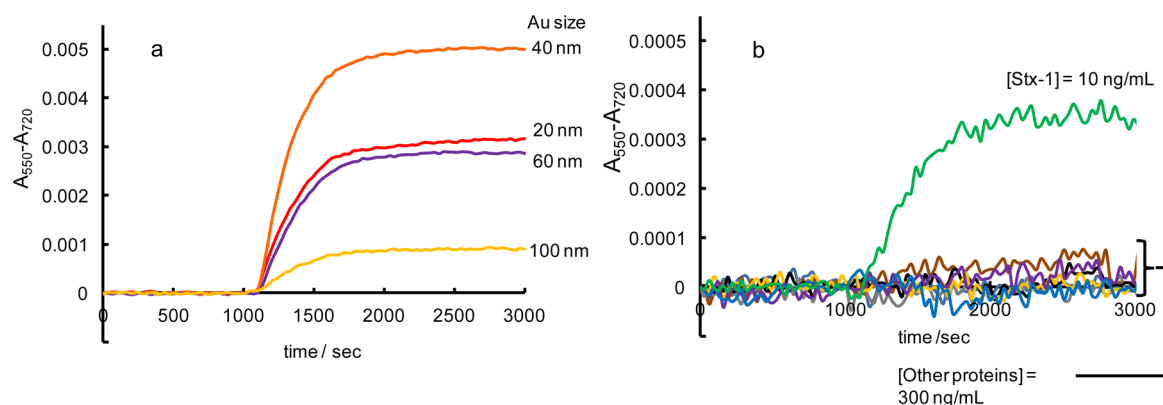 a
Au size
40 nm
20 nm
60 nm
100 nm
0.005
0.004
0.003
0.002
0.001
0
A550-A720
0 500 1000 1500 2000 2500 3000
time / sec
b
[Stx-1] = 10 ng/mL
0.0005
0.0004
0.0003
0.0002
0.0001
0
A550-A720
0 1000 2000 3000
time /sec
[Other proteins] =
300 ng/mL